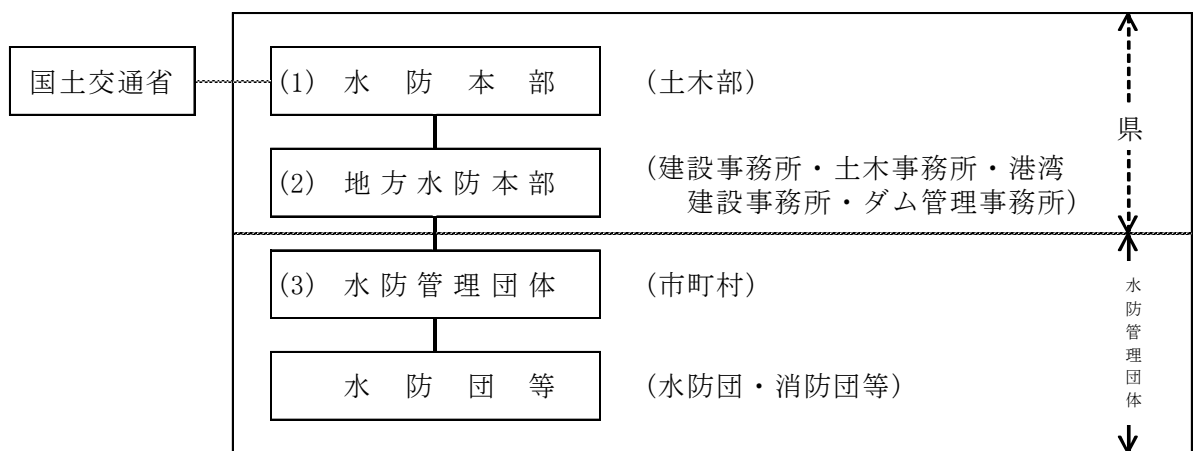 国土交通省
(1) 水防本部
(土木部)
県
(2) 地方水防本部
(建設事務所・土木事務所・港湾
建設事務所・ダム管理事務所)
(3) 水防管理団体
(市町村)
水防管理団体
水防団等
(水防団・消防団等)